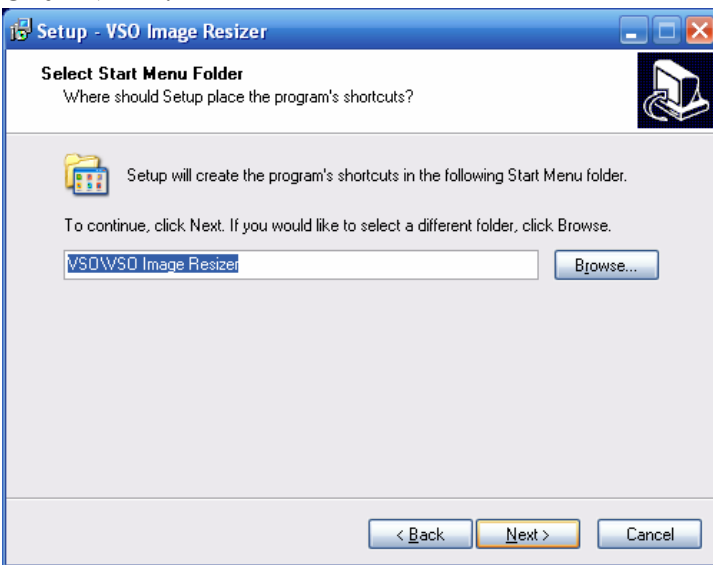 Setup - VSO Image Resizer
Select Start Menu Folder
Where should Setup place the program's shortcuts?
Setup will create the program's shortcuts in the following Start Menu folder.
To continue, click Next. If you would like to select a different folder, click Browse.
VSO\VSO Image Resizer
Browse...
< Back
Next >
Cancel